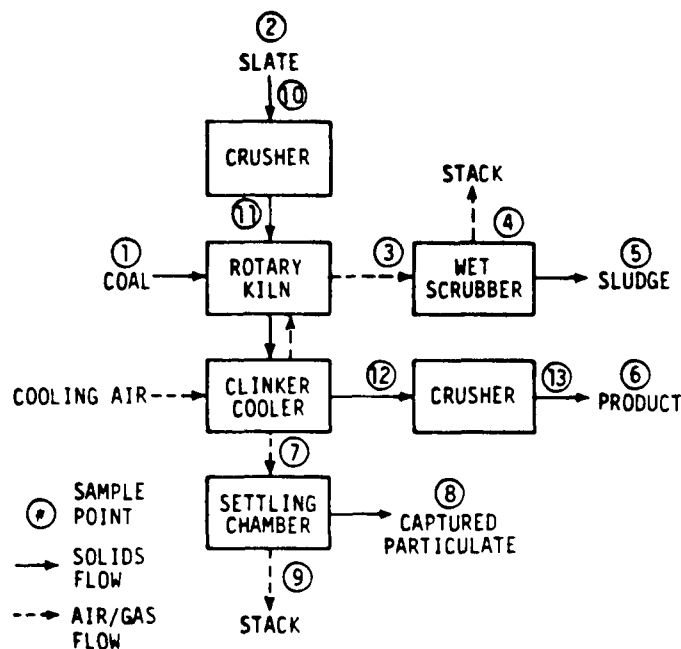 ②
SLATE
⑩
CRUSHER
⑪
①
COAL
ROTARY
KILN
③
STACK
④
WET
SCRUBBER
⑤
SLUDGE
COOLING AIR
CLINKER
COOLER
⑫
CRUSHER
⑬
⑥
PRODUCT
⑦
SETTLING
CHAMBER
⑧
CAPTURED
PARTICULATE
⑨
STACK
SAMPLE
POINT
SOLIDS
FLOW
AIR/GAS
FLOW